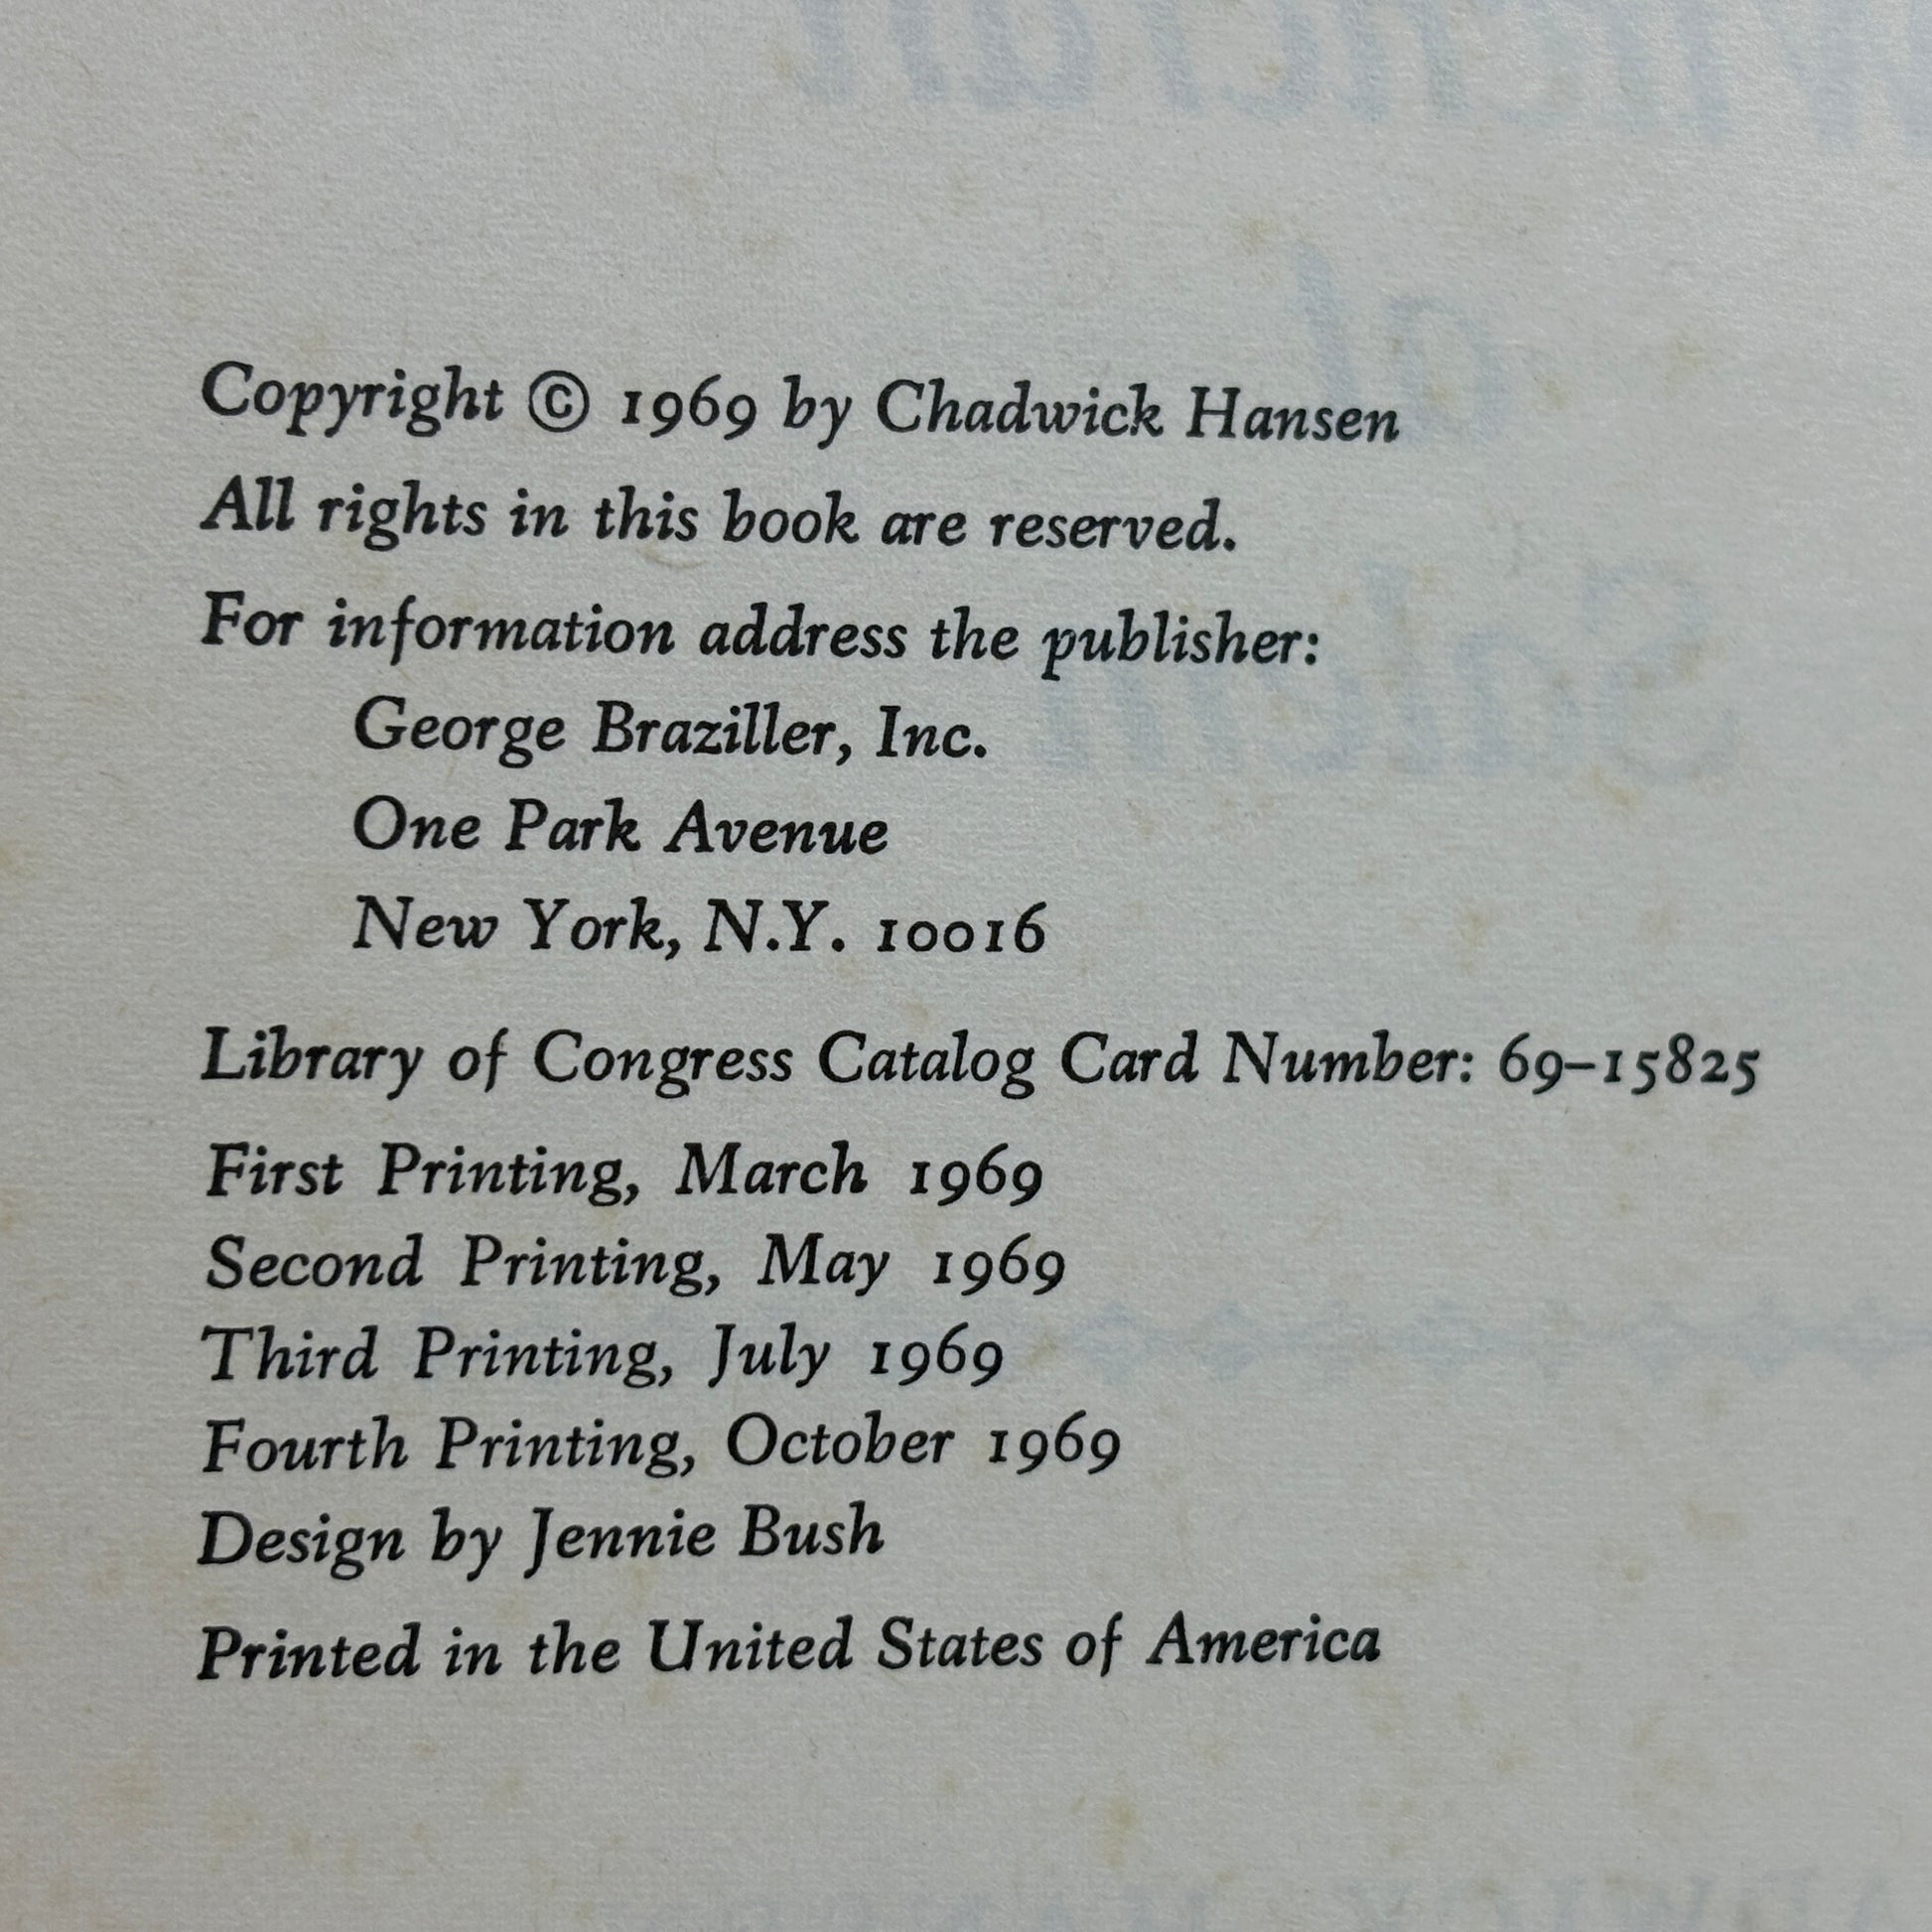 Copyright © 1969 by Chadwick Hansen
All rights in this book are reserved.
For information address the publisher:
George Braziller, Inc.
One Park Avenue
New York, N.Y. 10016
Library of Congress Catalog Card Number: 69–15825
First Printing, March 1969
Second Printing, May 1969
Third Printing, July 1969
Fourth Printing, October 1969
Design by Jennie Bush
Printed in the United States of America